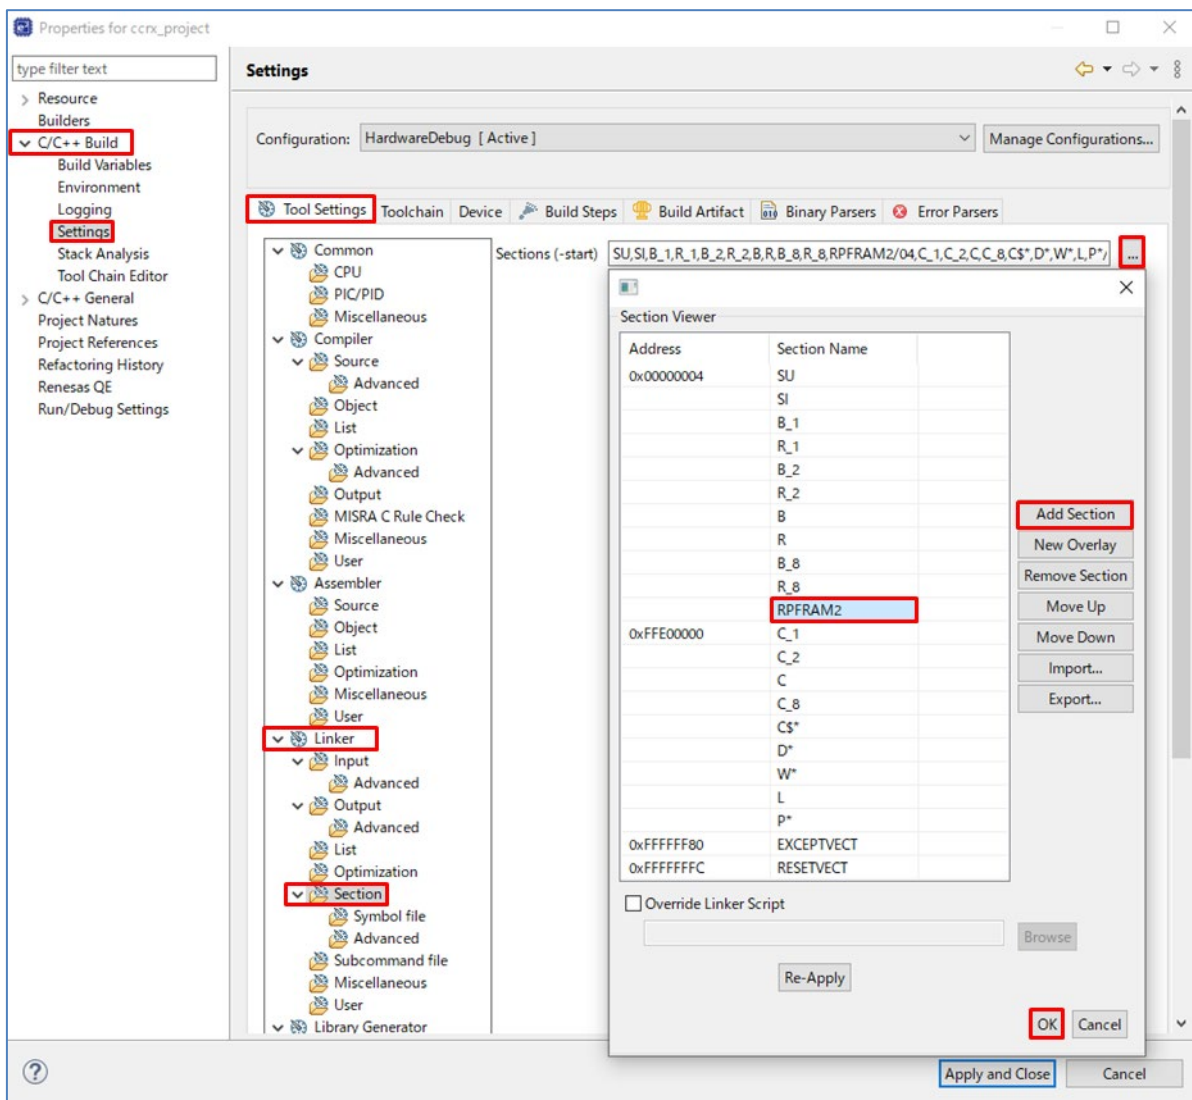 Properties for ccrx_project
type filter text
Resource
Builders
C/C++ Build
Build Variables
Environment
Logging
Settings
Stack Analysis
Tool Chain Editor
C/C++ General
Project Natures
Project References
Refactoring History
Renesas QE
Run/Debug Settings
Settings
Configuration: HardwareDebug [ Active ] Manage Configurations...
Tool Settings Toolchain Device Build Steps Build Artifact Binary Parsers Error Parsers
Common
CPU
PIC/PID
Miscellaneous
Compiler
Source
Advanced
Object
List
Optimization
Advanced
Output
MISRA C Rule Check
Miscellaneous
User
Assembler
Source
Object
List
Optimization
Miscellaneous
User
Linker
Input
Advanced
Output
Advanced
List
Optimization
Section
Symbol file
Advanced
Subcommand file
Miscellaneous
User
Library Generator
Sections (-start) SU,SI,B_1,R_1,B_2,R_2,B,R,B_8,R_8,RPFRAM2/04,C_1,C_2,C,C_8,C$*,D*,W*,L,P*/ ...
Section Viewer
Address Section Name
0x00000004 SU
SI
B_1
R_1
B_2
R_2
B
R
B_8
R_8
RPFRAM2
0xFFE00000 C_1
C_2
C
C_8
C$*
D*
W*
L
P*
0xFFFFFF80 EXCEPTVECT
0xFFFFFFFC RESETVECT
Add Section
New Overlay
Remove Section
Move Up
Move Down
Import...
Export...
Override Linker Script
Browse
Re-Apply
OK Cancel
Apply and Close Cancel